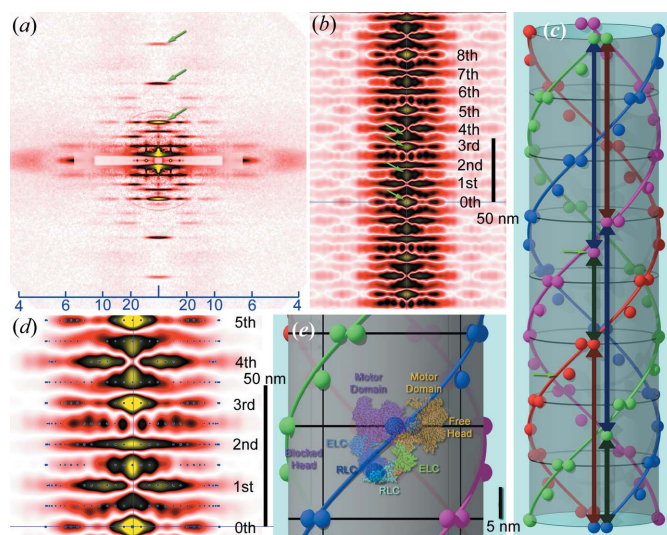 (a)
4 6 10 20 20 10 6 4
(b)
8th
7th
6th
5th
4th
3rd
2nd
1st
0th
50 nm
(c)
(d)
5th
4th
50 nm
3rd
2nd
1st
0th
(e)
Motor
Domain
Motor
Domain
ELC
Free
Head
Blocked
Head
RLC
ELC
RLC
5 nm